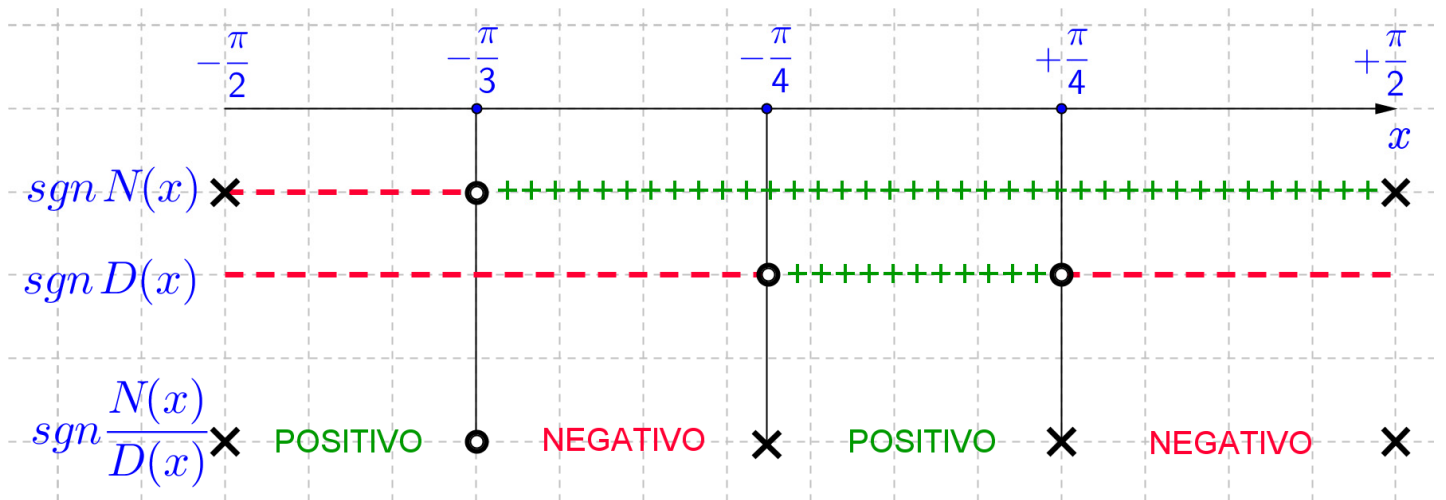 −π/2 −π/3 −π/4 +π/4 +π/2
x
sgn N(x)
sgn D(x)
sgn N(x)/D(x) POSITIVO NEGATIVO POSITIVO NEGATIVO